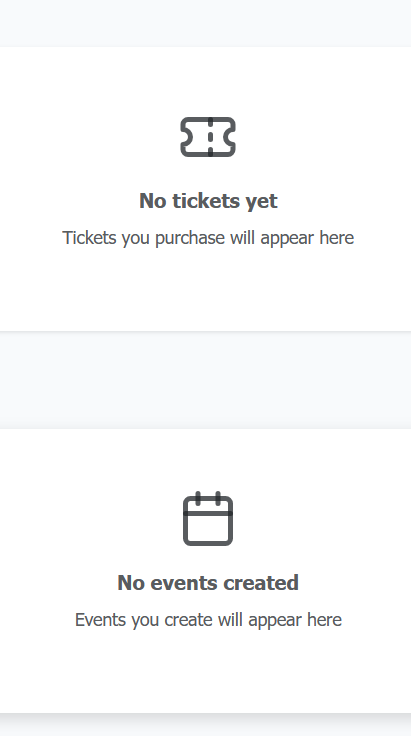 No tickets yet
Tickets you purchase will appear here
No events created
Events you create will appear here